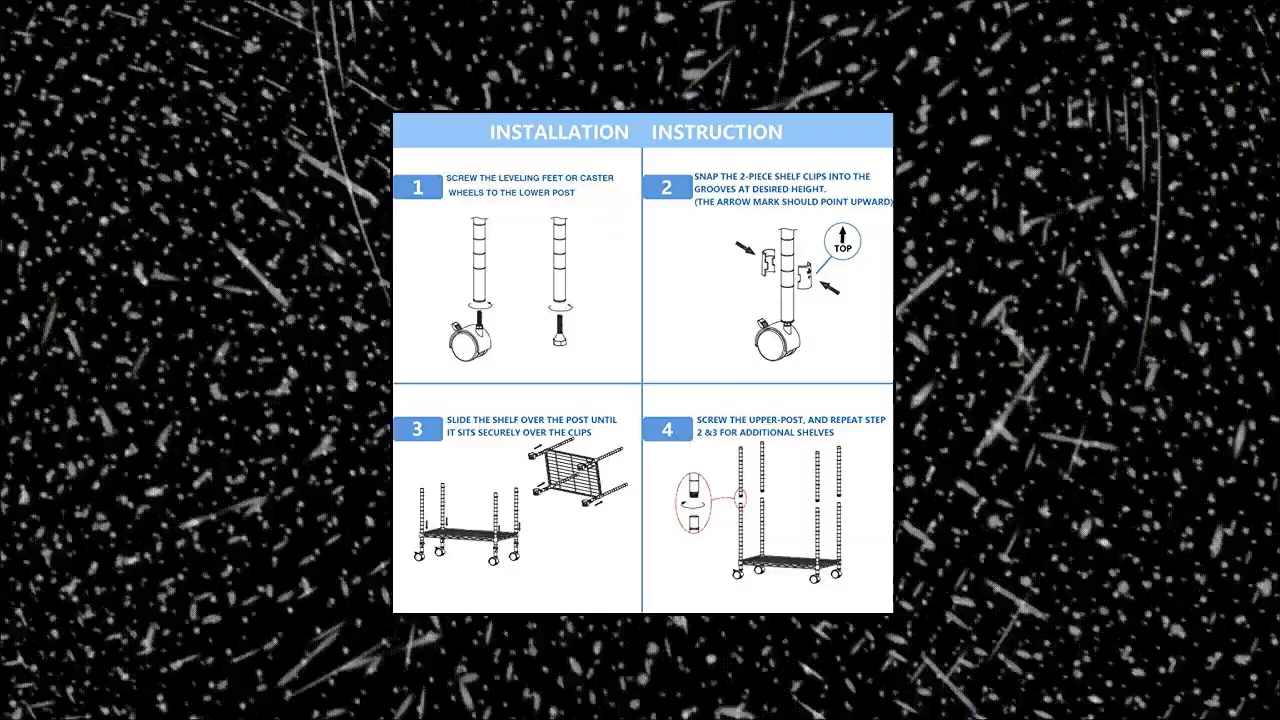 INSTALLATION INSTRUCTION
1
SCREW THE LEVELING FEET OR CASTER
WHEELS TO THE LOWER POST
2
SNAP THE 2-PIECE SHELF CLIPS INTO THE
GROOVES AT DESIRED HEIGHT.
(THE ARROW MARK SHOULD POINT UPWARD)
TOP
3
SLIDE THE SHELF OVER THE POST UNTIL
IT SITS SECURELY OVER THE CLIPS
4
SCREW THE UPPER-POST, AND REPEAT STEP
2 &3 FOR ADDITIONAL SHELVES